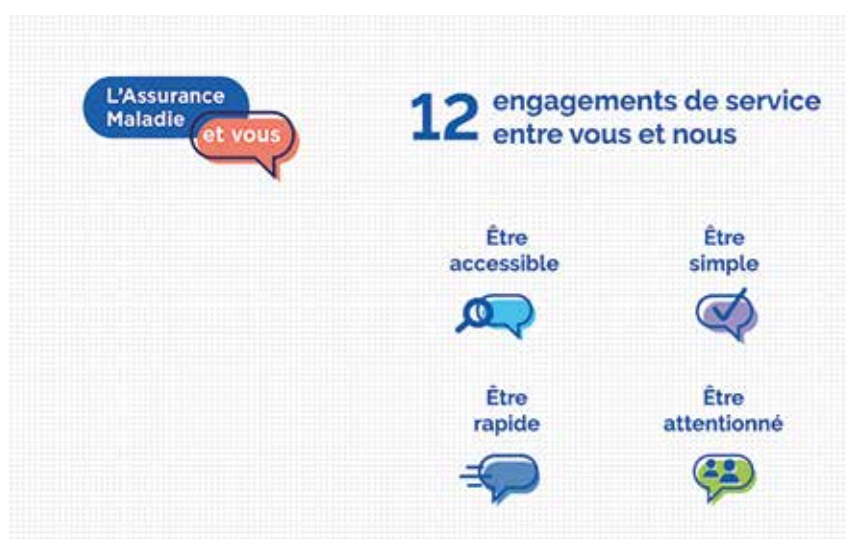 L'Assurance
Maladie
et vous
12 engagements de service
entre vous et nous
Être
accessible
Être
simple
Être
rapide
Être
attentionné